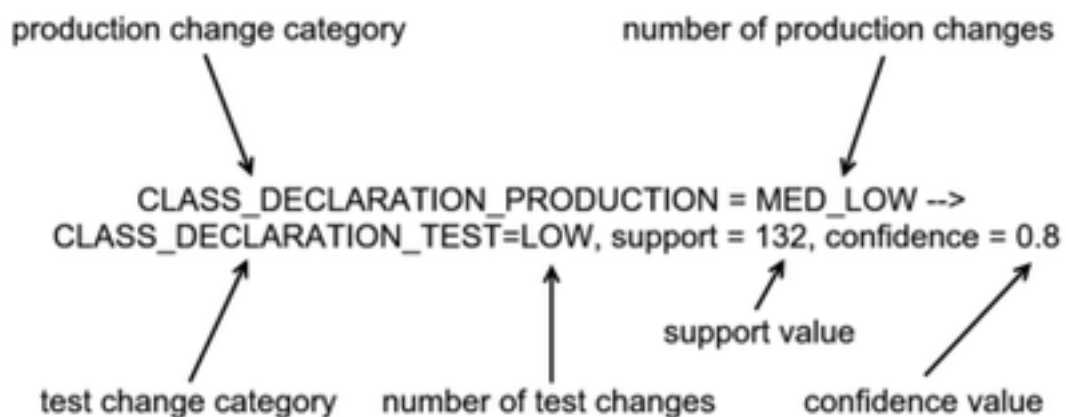 production change category number of production changes
CLASS_DECLARATION_PRODUCTION = MED_LOW -->
CLASS_DECLARATION_TEST=LOW, support = 132, confidence = 0.8
support value
test change category number of test changes confidence value